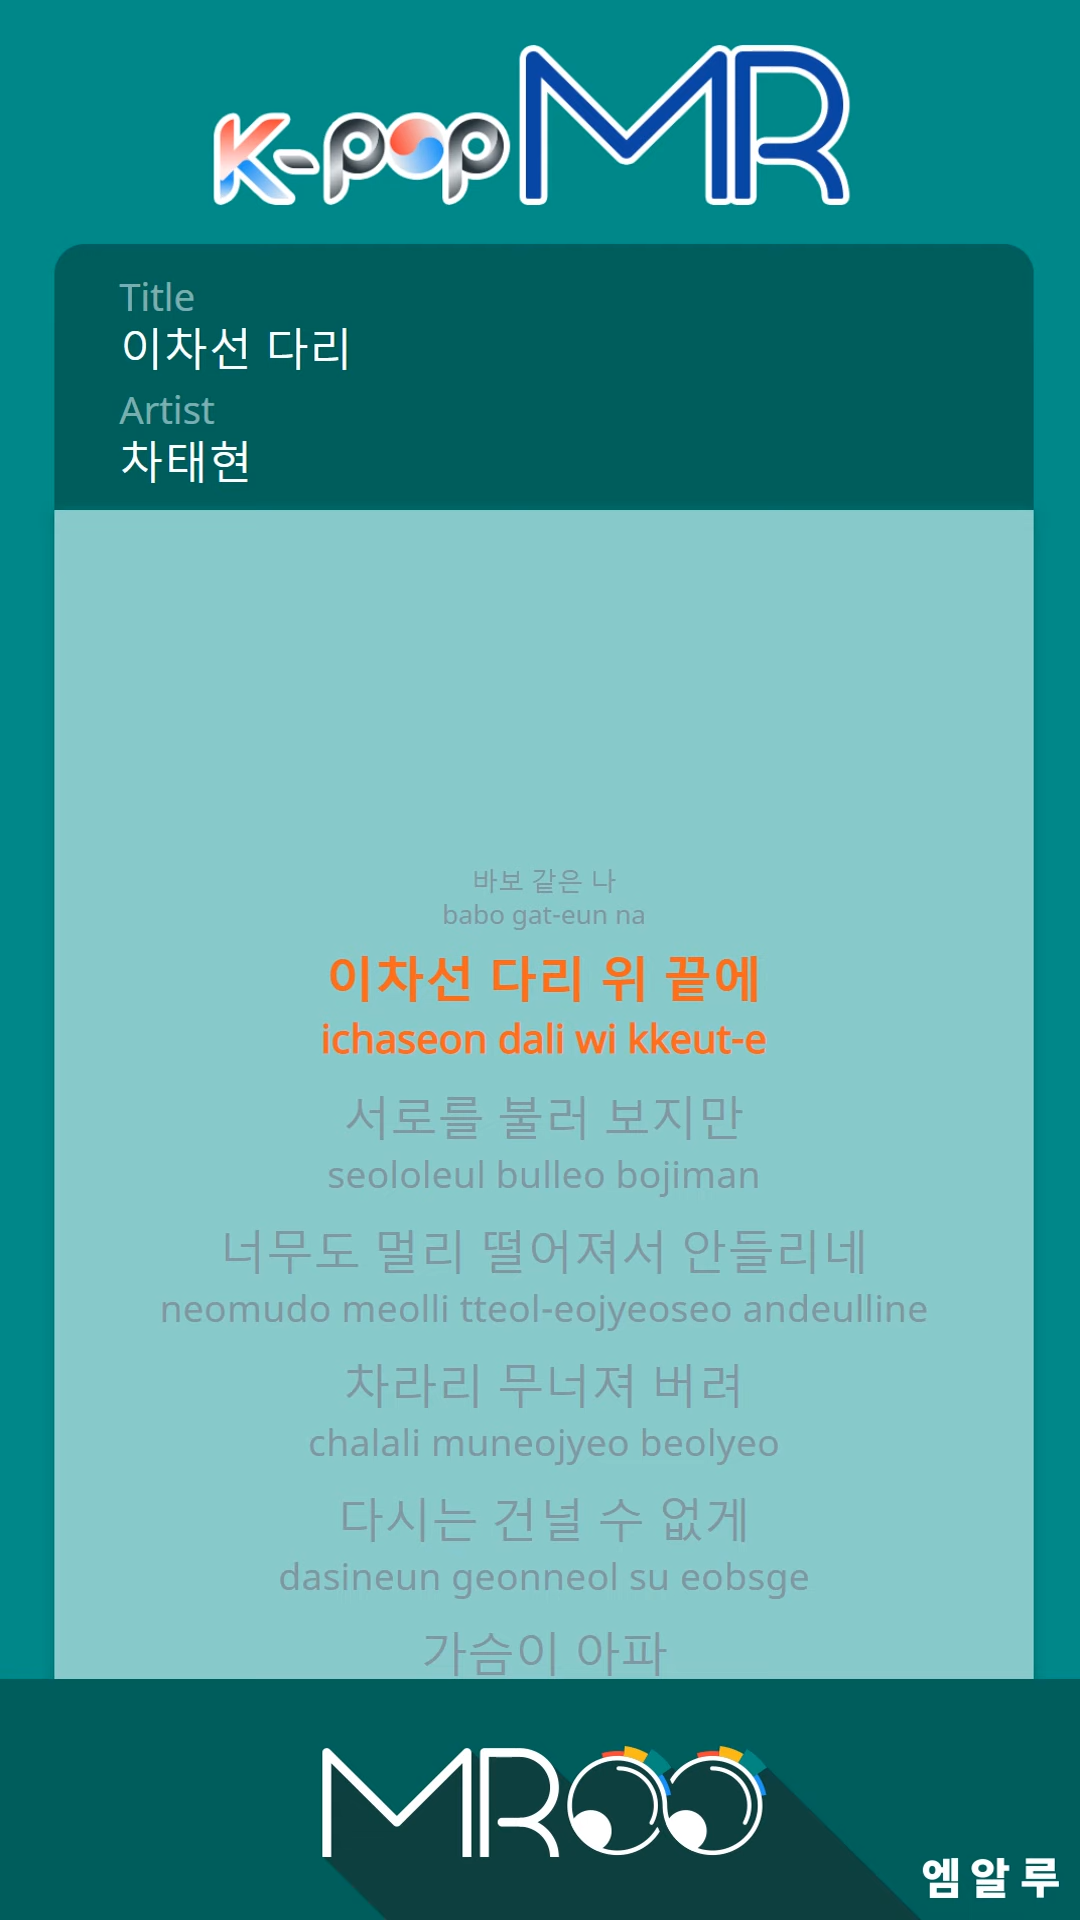 K-pop MR
Title
이차선 다리
Artist
차태현
바보 같은 나
babo gat-eun na
이차선 다리 위 끝에
ichaseon dali wi kkeut-e
서로를 불러 보지만
seololeul bulleo bojiman
너무도 멀리 떨어져서 안들리네
neomudo meolli tteol-eojyeoseo andeulline
차라리 무너져 버려
chalali muneojyeo beolyeo
다시는 건널 수 없게
dasineun geonneol su eobsge
가슴이 아파
MROO
엠알루